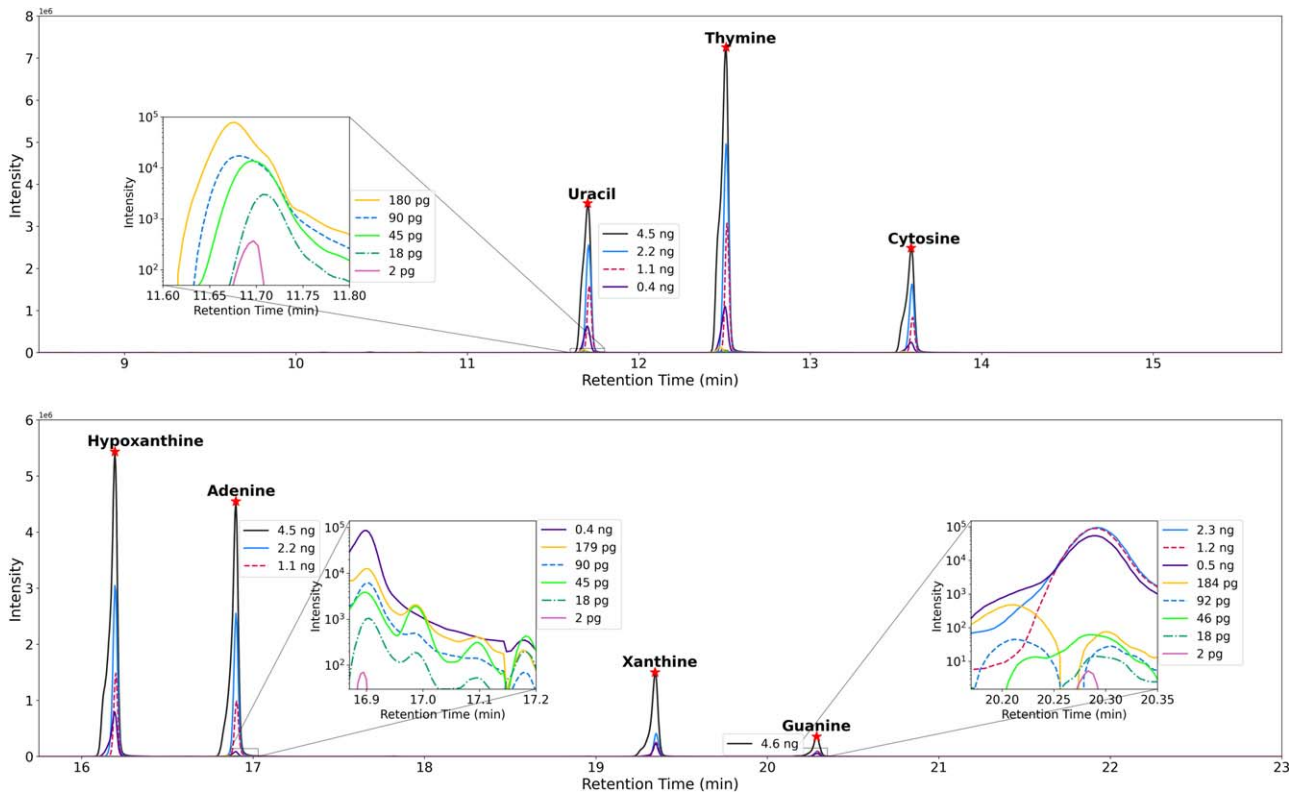 1e6
8
7
6
5
4
3
2
1
0
Intensity
Thymine
Uracil
Cytosine
10⁵
10⁴
10³
10²
Intensity
11.60 11.65 11.70 11.75 11.80
Retention Time (min)
180 pg
90 pg
45 pg
18 pg
2 pg
4.5 ng
2.2 ng
1.1 ng
0.4 ng
9 10 11 12 13 14 15
Retention Time (min)
1e6
6
5
4
3
2
1
0
Intensity
Hypoxanthine
Adenine
4.5 ng
2.2 ng
1.1 ng
10⁵
10⁴
10³
10²
Intensity
16.9 17.0 17.1 17.2
Retention Time (min)
0.4 ng
179 pg
90 pg
45 pg
18 pg
2 pg
Xanthine
Guanine
4.6 ng
10⁵
10⁴
10³
10²
10¹
Intensity
20.20 20.25 20.30 20.35
Retention Time (min)
2.3 ng
1.2 ng
0.5 ng
184 pg
92 pg
46 pg
18 pg
2 pg
16 17 18 19 20 21 22 23
Retention Time (min)